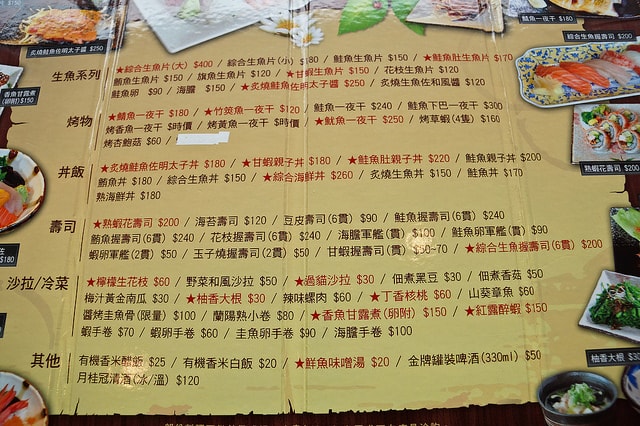 炙燒鮭魚佐明太子醬 $250
鯖魚一夜干 $180
生魚系列
★綜合生魚片(大) $400 / 綜合生魚片(小) $180 / 鮭魚生魚片 $150 / ★鮭魚肚生魚片 $170
鮪魚生魚片 $150 / 旗魚生魚片 $120 / ★甘蝦生魚片 $150 / 花枝生魚片 $120
鮭魚卵 $90 / 海膽 $150 / ★炙燒鮭魚佐明太子醬 $250 / 炙燒生魚佐和風醬 $120
綜合生魚握壽司 $200
香魚甘露煮
(卵附) $150
烤物
★鯖魚一夜干 $180 / ★竹筴魚一夜干 $120 / 鮭魚一夜干 $240 / 鮭魚下巴一夜干 $300
烤香魚一夜干 $時價 / 烤黃魚一夜干 $時價 / ★魷魚一夜干 $250 / 烤草蝦(4隻) $160
烤杏鮑菇 $60 /
熟蝦花壽司 $200
丼飯
★炙燒鮭魚佐明太子丼 $180 / ★甘蝦親子丼 $180 / ★鮭魚肚親子丼 $220 / 鮭魚親子丼 $200
鮪魚丼 $180 / 綜合生魚丼 $150 / ★綜合海鮮丼 $260 / 炙燒生魚丼 $150 / 鮭魚丼 $170
熟海鮮丼 $180
壽司
★熟蝦花壽司 $200 / 海苔壽司 $120 / 豆皮壽司(6貫) $90 / 鮭魚握壽司(6貫) $240
鮪魚握壽司(6貫) $240 / 花枝握壽司(6貫) $240 / 海膽軍艦(貫) $100 / 鮭魚卵軍艦(貫) $90
蝦卵軍艦(2貫) $50 / 玉子燒握壽司(2貫) $50 / 甘蝦握壽司(貫) $50-70 / ★綜合生魚握壽司(6貫) $200
$180
沙拉/冷菜
★檸檬生花枝 $60 / 野菜和風沙拉 $50 / ★過貓沙拉 $30 / 佃煮黑豆 $30 / 佃煮香菇 $50
梅汁黃金南瓜 $30 / ★柚香大根 $30 / 辣味螺肉 $60 / ★丁香核桃 $60 / 山葵章魚 $60
醬烤圭魚骨(限量) $100 / 蘭陽熟小卷 $80 / ★香魚甘露煮(卵附) $150 / ★紅露醉蝦 $150
蝦手卷 $70 / 蝦卵手卷 $60 / 圭魚卵手卷 $90 / 海膽手卷 $100
柚香大根 $30
其他
有機香米醋飯 $25 / 有機香米白飯 $20 / ★鮮魚味噌湯 $20 / 金牌罐裝啤酒(330ml) $50
月桂冠清酒(冰/溫) $120